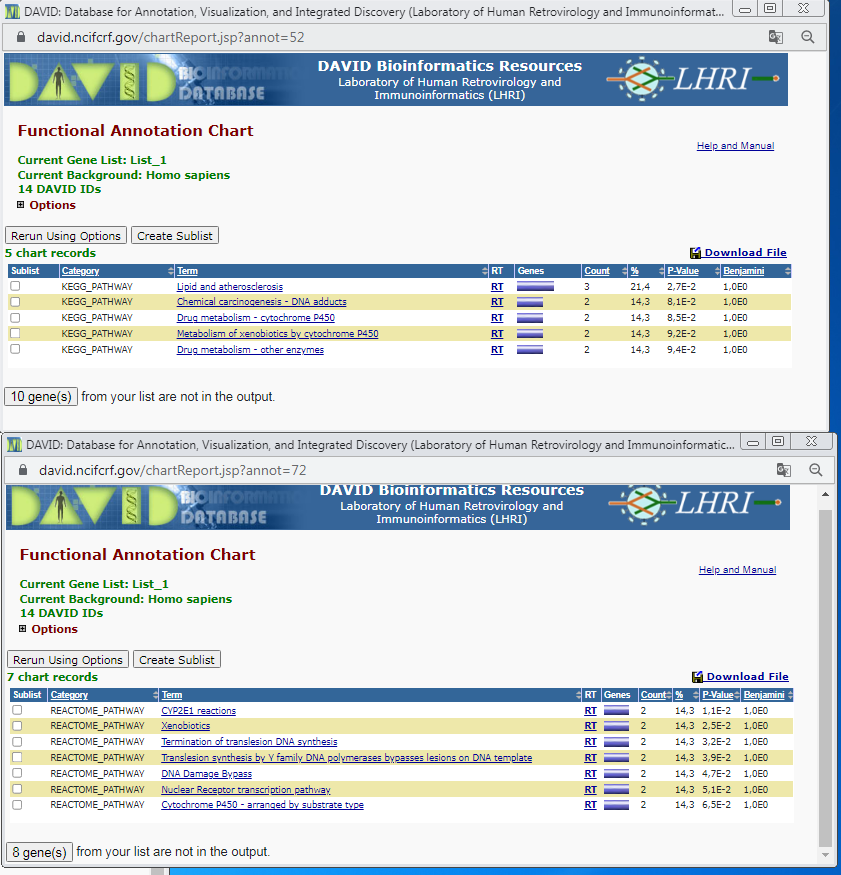 DAVID: Database for Annotation, Visualization, and Integrated Discovery (Laboratory of Human Retrovirology and Immunoinformat...
david.ncifcrf.gov/chartReport.jsp?annot=52
DAVID BIOINFORMATICS DATABASE
DAVID Bioinformatics Resources
Laboratory of Human Retrovirology and
Immunoinformatics (LHRI)
LHRI
Functional Annotation Chart
Help and Manual
Current Gene List: List_1
Current Background: Homo sapiens
14 DAVID IDs
Options
Rerun Using Options Create Sublist
5 chart records Download File
Sublist Category Term RT Genes Count % P-Value Benjamini
KEGG_PATHWAY Lipid and atherosclerosis RT 3 21,4 2,7E-2 1,0E0
KEGG_PATHWAY Chemical carcinogenesis - DNA adducts RT 2 14,3 8,1E-2 1,0E0
KEGG_PATHWAY Drug metabolism - cytochrome P450 RT 2 14,3 8,5E-2 1,0E0
KEGG_PATHWAY Metabolism of xenobiotics by cytochrome P450 RT 2 14,3 9,2E-2 1,0E0
KEGG_PATHWAY Drug metabolism - other enzymes RT 2 14,3 9,4E-2 1,0E0
10 gene(s) from your list are not in the output.
DAVID: Database for Annotation, Visualization, and Integrated Discovery (Laboratory of Human Retrovirology and Immunoinformatic...
david.ncifcrf.gov/chartReport.jsp?annot=72
DAVID BIOINFORMATICS DATABASE
DAVID Bioinformatics Resources
Laboratory of Human Retrovirology and
Immunoinformatics (LHRI)
LHRI
Functional Annotation Chart
Help and Manual
Current Gene List: List_1
Current Background: Homo sapiens
14 DAVID IDs
Options
Rerun Using Options Create Sublist
7 chart records Download File
Sublist Category Term RT Genes Count % P-Value Benjamini
REACTOME_PATHWAY CYP2E1 reactions RT 2 14,3 1,1E-2 1,0E0
REACTOME_PATHWAY Xenobiotics RT 2 14,3 2,5E-2 1,0E0
REACTOME_PATHWAY Termination of translesion DNA synthesis RT 2 14,3 3,2E-2 1,0E0
REACTOME_PATHWAY Translesion synthesis by Y family DNA polymerases bypasses lesions on DNA template RT 2 14,3 3,9E-2 1,0E0
REACTOME_PATHWAY DNA Damage Bypass RT 2 14,3 4,7E-2 1,0E0
REACTOME_PATHWAY Nuclear Receptor transcription pathway RT 2 14,3 5,1E-2 1,0E0
REACTOME_PATHWAY Cytochrome P450 - arranged by substrate type RT 2 14,3 6,5E-2 1,0E0
8 gene(s) from your list are not in the output.